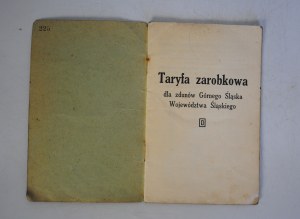 Taryfa zarobkowa
dla zdunów Górnego Śląska
Województwa Śląskiego